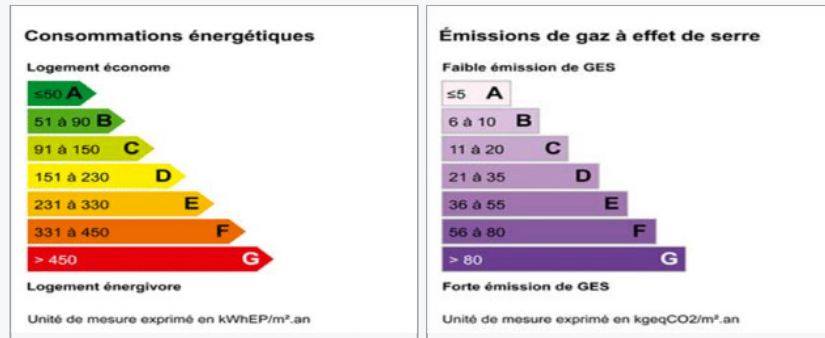 Consommations énergétiques
Logement économe
≤50 A
51 à 90 B
91 à 150 C
151 à 230 D
231 à 330 E
331 à 450 F
> 450 G
Logement énergivore
Unité de mesure exprimé en kWhEP/m².an
Émissions de gaz à effet de serre
Faible émission de GES
≤5 A
6 à 10 B
11 à 20 C
21 à 35 D
36 à 55 E
56 à 80 F
> 80 G
Forte émission de GES
Unité de mesure exprimé en kgeqCO2/m².an